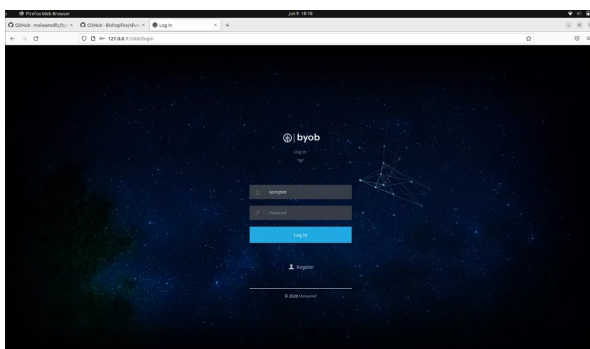 Firefox Web Browser
Jun 9 18:18
GitHub - malwaredllc/byo
GitHub - BishopFox/sliver
Log In
127.0.0.1:5000/login
byob
Log In
Password
Log In
Register
© 2020